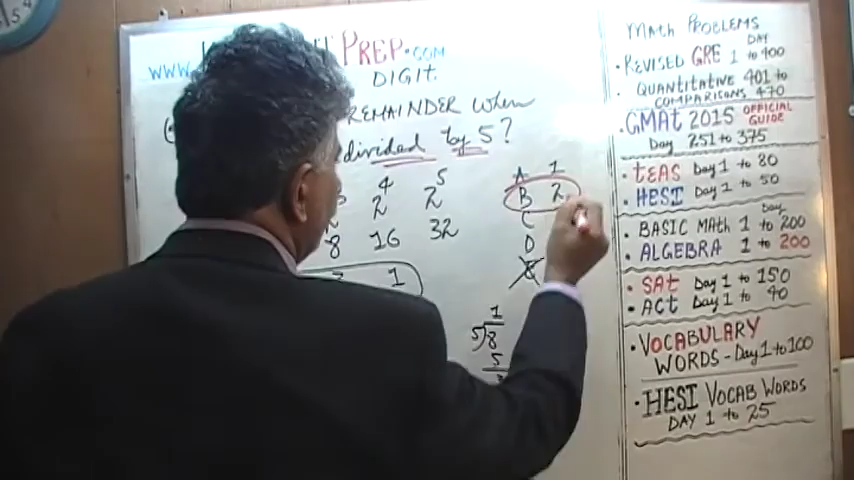 www. PREP.COM
DIGIT.
REMAINDER when
divided by 5?
4 5
2 2
8 16 32
1
A 1
B 2
C
D
1
5)8
5
MATH PROBLEMS
DAY
• REVISED GRE 1 to 400
• QUANTITATIVE 401 to
COMPARISONS 470
• GMAT 2015 OFFICIAL GUIDE
Day 251 to 375
• TEAS Day 1 to 80
• HESI Day 1 to 50
Day
• BASIC MATH 1 to 200
• ALGEBRA 1 to 200
• SAT Day 1 to 150
• ACT Day 1 to 40
• VOCABULARY
WORDS - Day 1 to 100
• HESI VOCAB WORDS
DAY 1 to 25